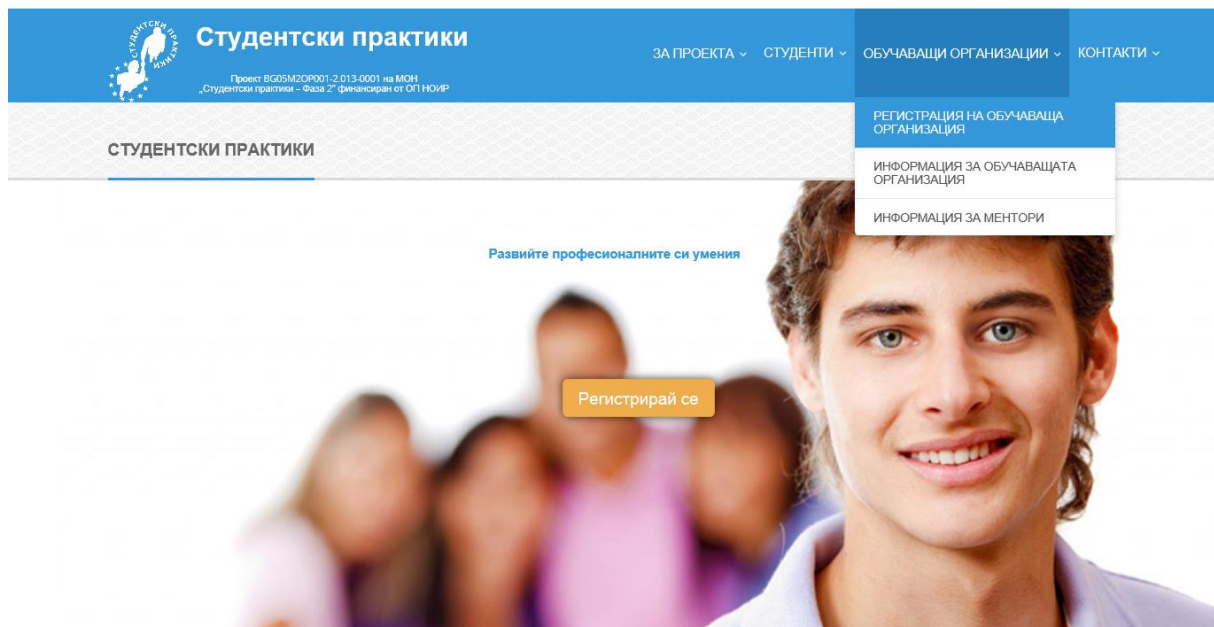 СТУДЕНТСКИ ПРАКТИКИ
Студентски практики
Проект BG05M2OP001-2.013-0001 на МОН
„Студентски практики – Фаза 2" финансиран от ОП НОИР
ЗА ПРОЕКТА
СТУДЕНТИ
ОБУЧАВАЩИ ОРГАНИЗАЦИИ
КОНТАКТИ
РЕГИСТРАЦИЯ НА ОБУЧАВАЩА
ОРГАНИЗАЦИЯ
ИНФОРМАЦИЯ ЗА ОБУЧАВАЩАТА
ОРГАНИЗАЦИЯ
ИНФОРМАЦИЯ ЗА МЕНТОРИ
СТУДЕНТСКИ ПРАКТИКИ
Развийте професионалните си умения
Регистрирай се